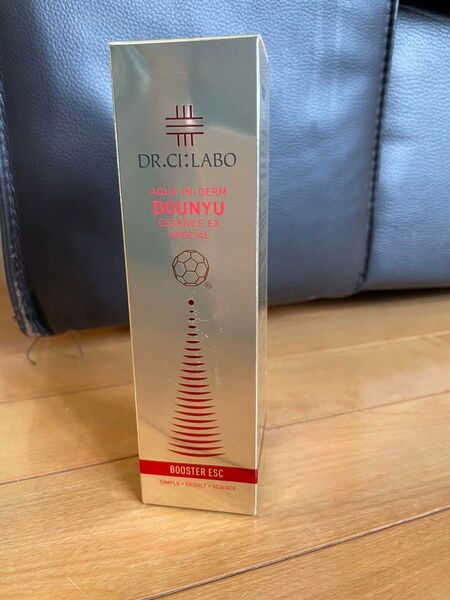 DR.CI:LABO
AQUA-IN-DERM
DOUNYU
ESSENCE EX
SPECIAL
®
BOOSTER ESC
SIMPLE + RESULT + SCIENCE